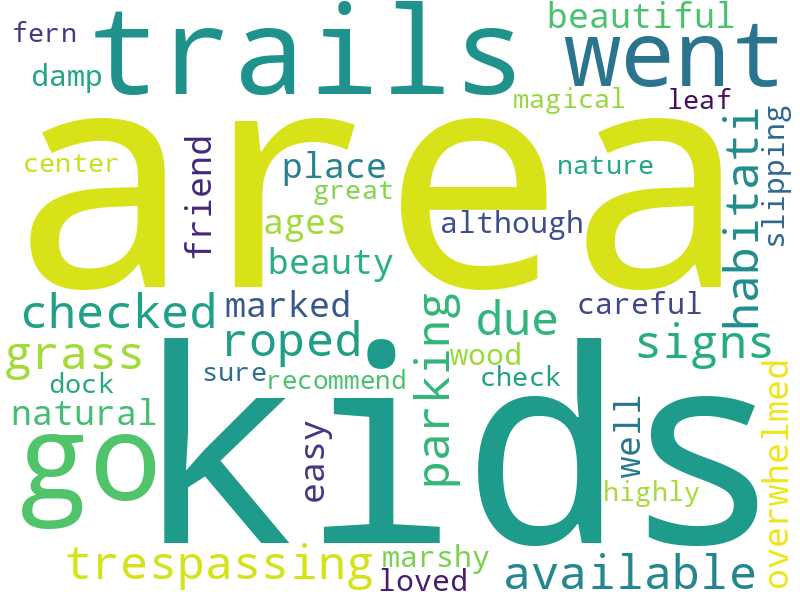 fern
trails
beautiful
went
damp
magical
leaf
area
center
friend
place
nature
great
ages
although
habitati
slipping
beauty
checked
marked
roped
parking
due
careful
signs
grass
wood
sure
recommend
check
dock
natural
go
kids
easy
well
highly
overwhelmed
trespassing
marshy
loved
available